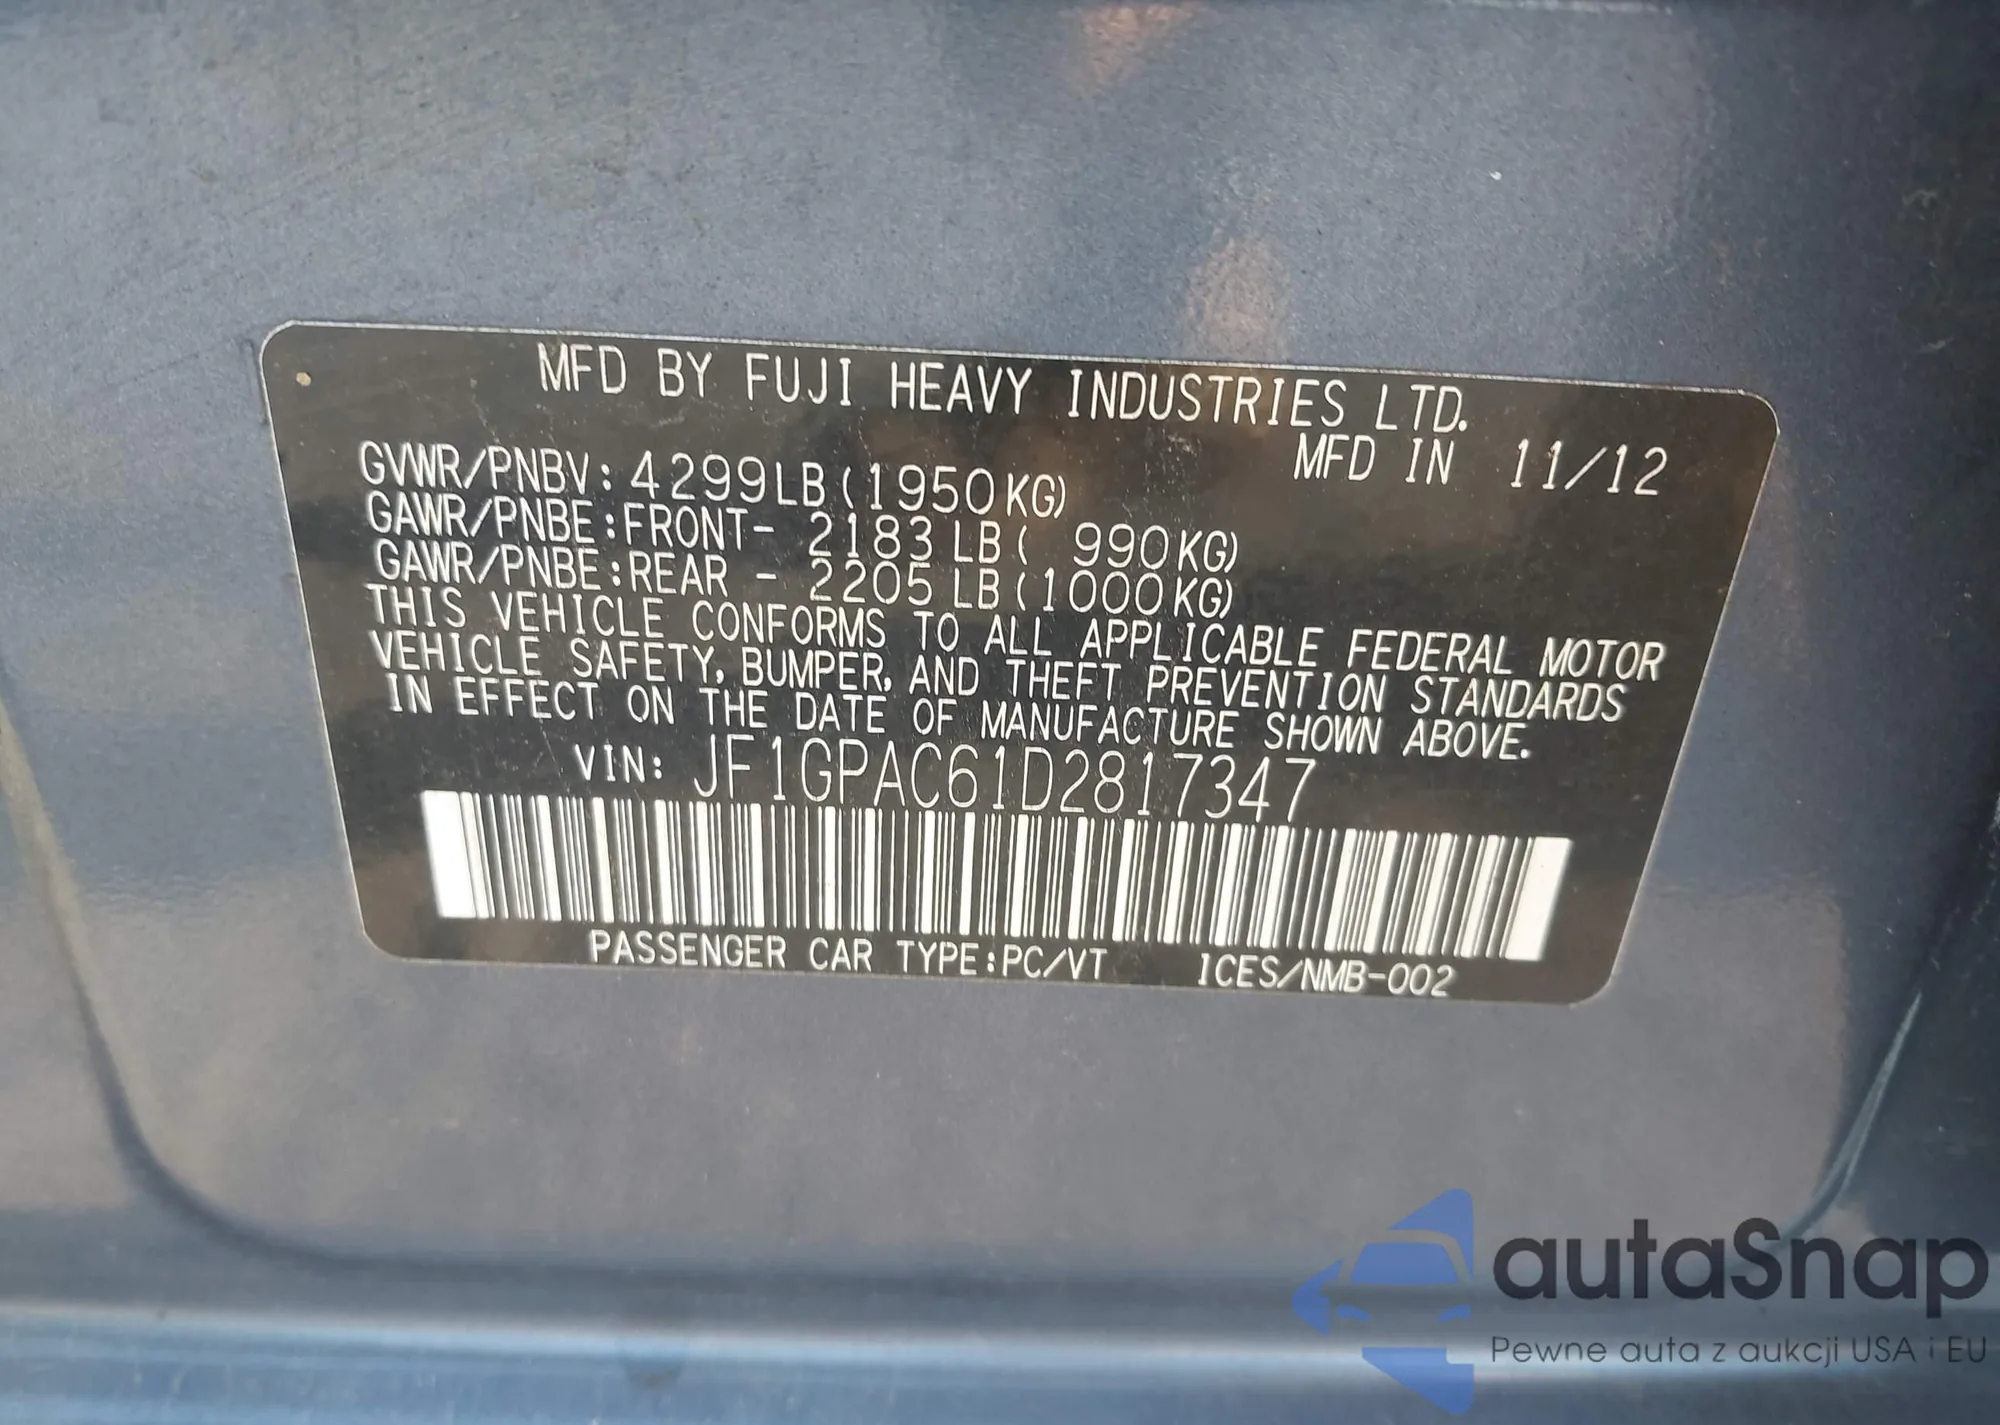 MFD BY FUJI HEAVY INDUSTRIES LTD.
MFD IN 11/12
GVWR/PNBV: 4299LB(1950KG)
GAWR/PNBE:FRONT- 2183LB( 990KG)
GAWR/PNBE:REAR - 2205LB(1000KG)
THIS VEHICLE CONFORMS TO ALL APPLICABLE FEDERAL MOTOR
VEHICLE SAFETY, BUMPER, AND THEFT PREVENTION STANDARDS
IN EFFECT ON THE DATE OF MANUFACTURE SHOWN ABOVE.
VIN: JF1GPAC61D2817347
PASSENGER CAR TYPE:PC/VT ICES/NMB-002
autaSnap
Pewne auta z aukcji USA i EU